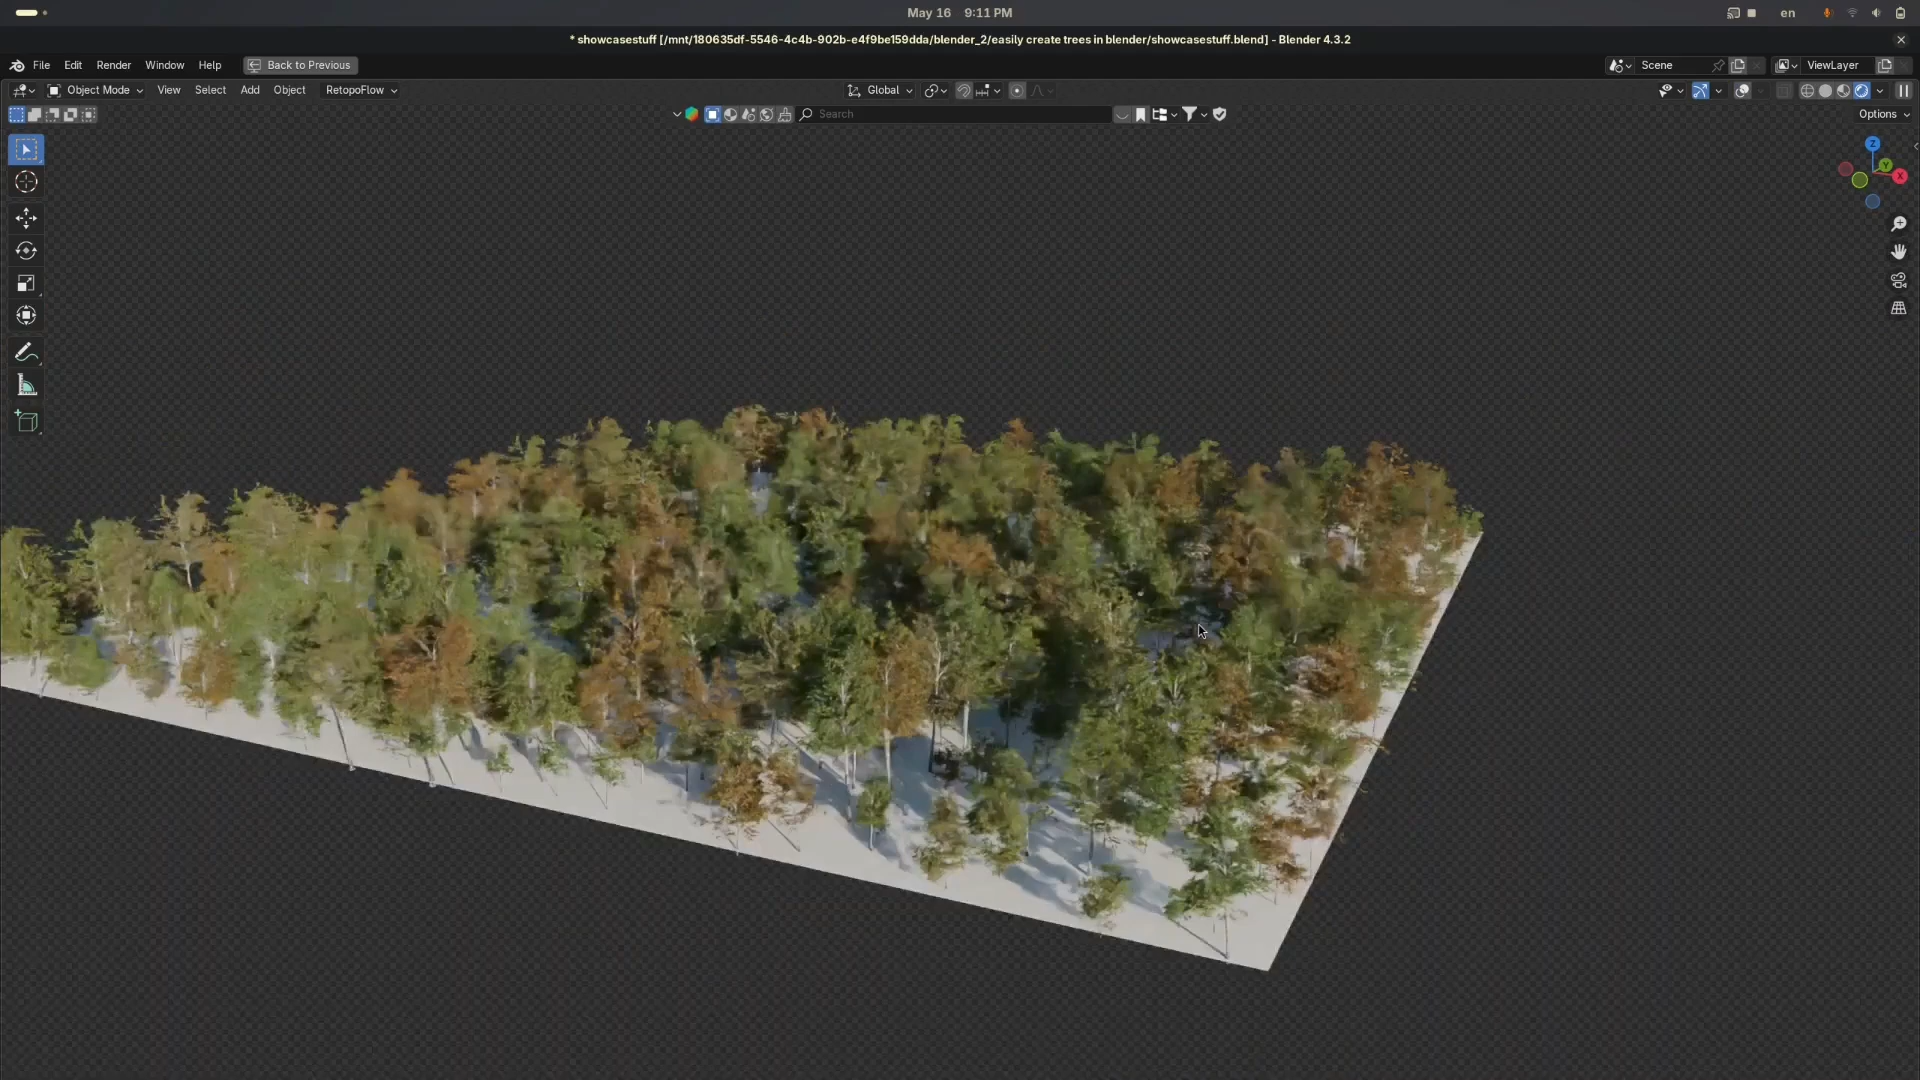 May 16 9:11 PM
en
* showcasestuff [/mnt/180635df-5546-4c4b-902b-e4f9be159dda/blender_2/easily create trees in blender/showcasestuff.blend] - Blender 4.3.2
File Edit Render Window Help Back to Previous
Scene
ViewLayer
Object Mode View Select Add Object RetopoFlow
Global
Search
Options
Z
Y
X